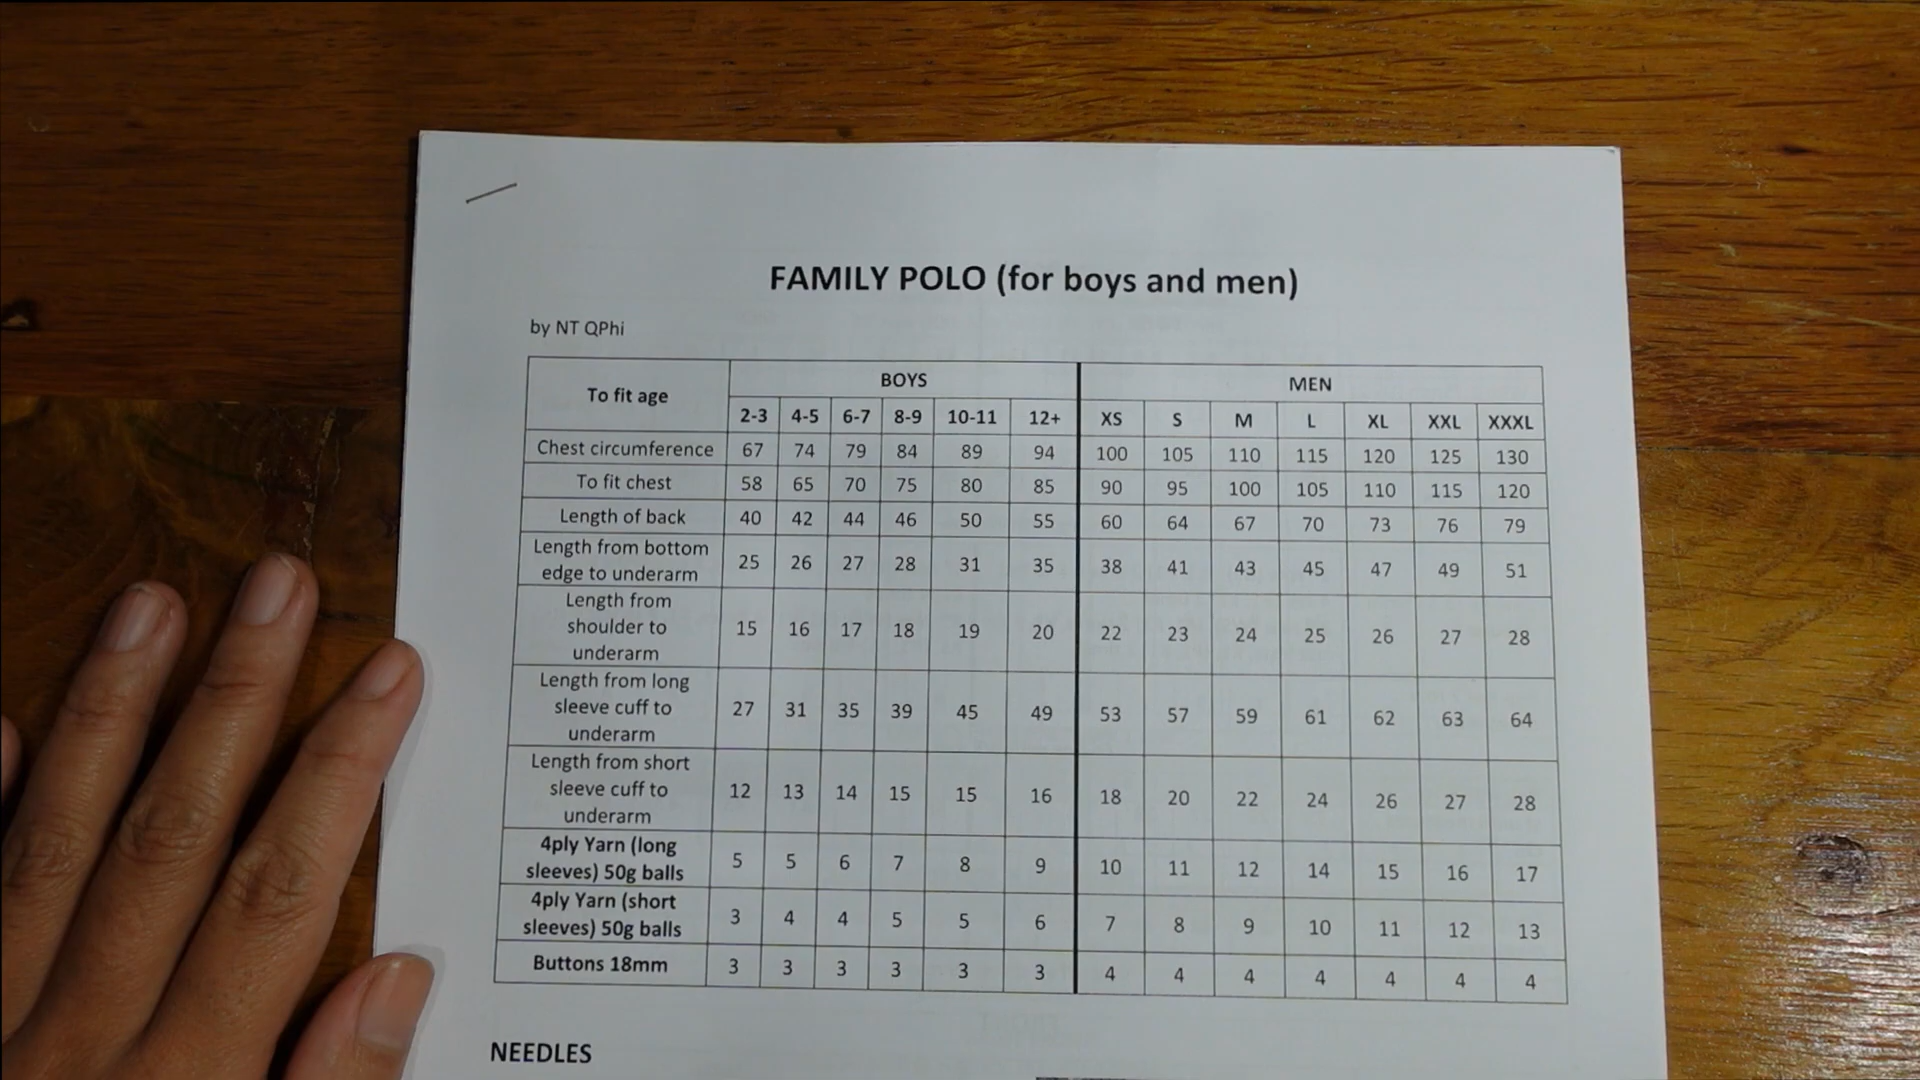 FAMILY POLO (for boys and men)
by NT QPhi
To fit age BOYS MEN
2-3 4-5 6-7 8-9 10-11 12+ XS S M L XL XXL XXXL
Chest circumference 67 74 79 84 89 94 100 105 110 115 120 125 130
To fit chest 58 65 70 75 80 85 90 95 100 105 110 115 120
Length of back 40 42 44 46 50 55 60 64 67 70 73 76 79
Length from bottom
edge to underarm 25 26 27 28 31 35 38 41 43 45 47 49 51
Length from
shoulder to
underarm 15 16 17 18 19 20 22 23 24 25 26 27 28
Length from long
sleeve cuff to
underarm 27 31 35 39 45 49 53 57 59 61 62 63 64
Length from short
sleeve cuff to
underarm 12 13 14 15 15 16 18 20 22 24 26 27 28
4ply Yarn (long
sleeves) 50g balls 5 5 6 7 8 9 10 11 12 14 15 16 17
4ply Yarn (short
sleeves) 50g balls 3 4 4 5 5 6 7 8 9 10 11 12 13
Buttons 18mm 3 3 3 3 3 3 4 4 4 4 4 4 4
NEEDLES